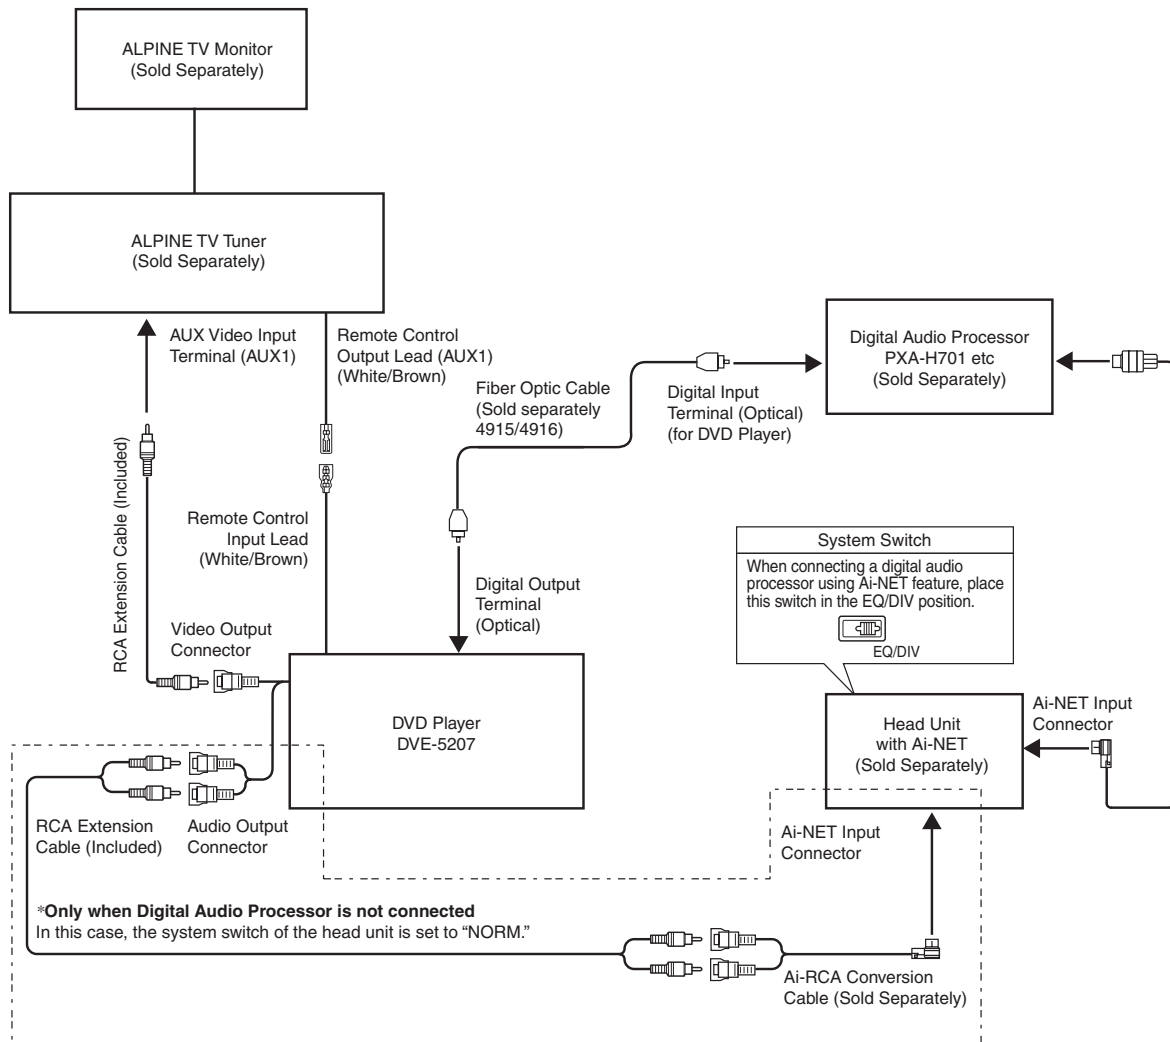 ALPINE TV Monitor
(Sold Separately)
ALPINE TV Tuner
(Sold Separately)
AUX Video Input
Terminal (AUX1)
Remote Control
Output Lead (AUX1)
(White/Brown)
Fiber Optic Cable
(Sold separately
4915/4916)
Digital Input
Terminal (Optical)
(for DVD Player)
Digital Audio Processor
PXA-H701 etc
(Sold Separately)
RCA Extension Cable (Included)
Remote Control
Input Lead
(White/Brown)
Digital Output
Terminal
(Optical)
System Switch
When connecting a digital audio
processor using Ai-NET feature, place
this switch in the EQ/DIV position.
EQ/DIV
Video Output
Connector
DVD Player
DVE-5207
Head Unit
with Ai-NET
(Sold Separately)
Ai-NET Input
Connector
RCA Extension
Cable (Included)
Audio Output
Connector
Ai-NET Input
Connector
*Only when Digital Audio Processor is not connected
In this case, the system switch of the head unit is set to “NORM.”
Ai-RCA Conversion
Cable (Sold Separately)